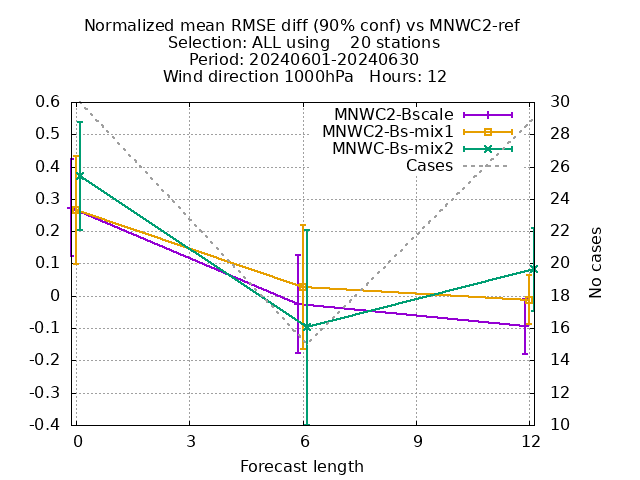 Normalized mean RMSE diff (90% conf) vs MNWC2-ref
Selection: ALL using    20 stations
Period: 20240601-20240630
Wind direction 1000hPa   Hours: 12
MNWC2-Bscale
MNWC2-Bs-mix1
MNWC-Bs-mix2
Cases
0.6
0.5
0.4
0.3
0.2
0.1
0
-0.1
-0.2
-0.3
-0.4
30
28
26
24
22
20
18
16
14
12
10
No cases
0 3 6 9 12
Forecast length